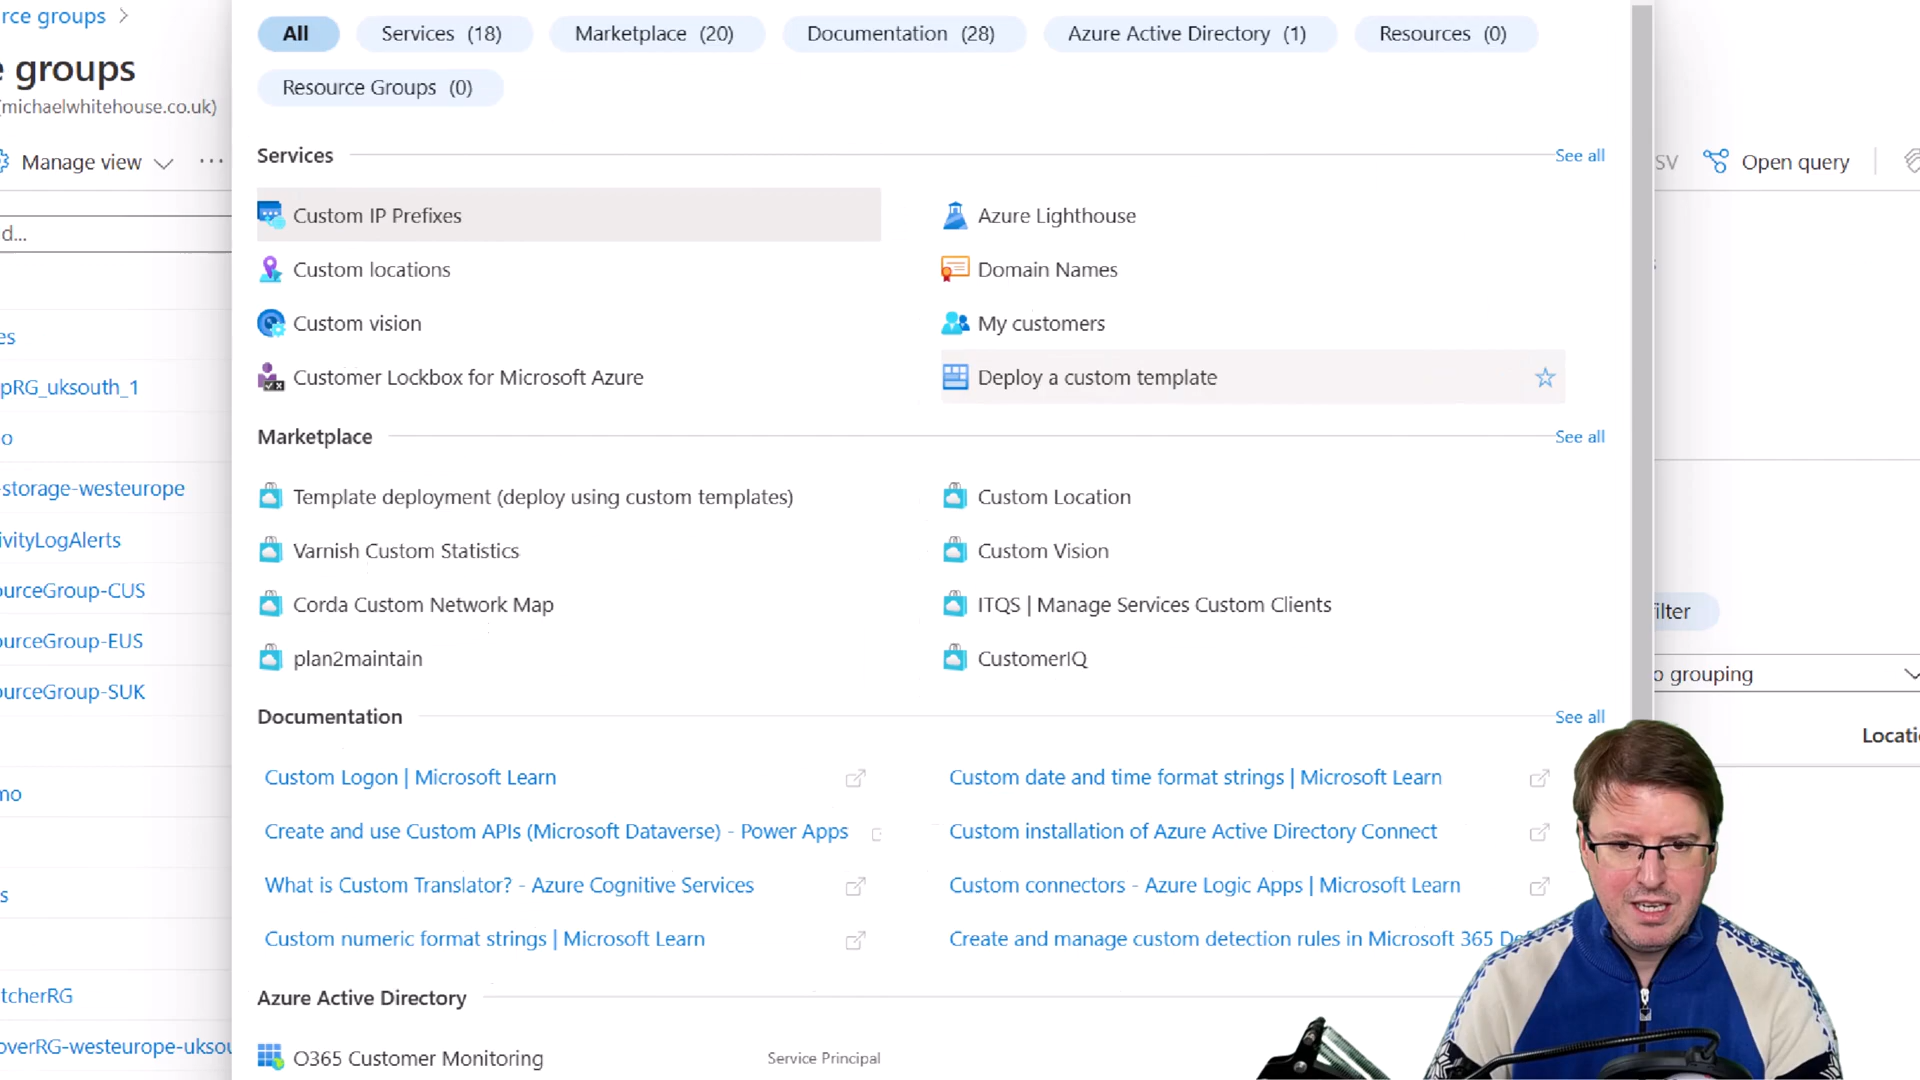 rce groups
e groups
(michaelwhitehouse.co.uk)
Manage view
d...
es
pRG_uksouth_1
o
-storage-westeurope
ivityLogAlerts
ourceGroup-CUS
ourceGroup-EUS
ourceGroup-SUK
mo
s
tcherRG
overRG-westeurope-uksou
All
Services (18)
Marketplace (20)
Documentation (28)
Azure Active Directory (1)
Resources (0)
Resource Groups (0)
Services
See all
Custom IP Prefixes
Azure Lighthouse
Custom locations
Domain Names
Custom vision
My customers
Customer Lockbox for Microsoft Azure
Deploy a custom template
Marketplace
See all
Template deployment (deploy using custom templates)
Custom Location
Varnish Custom Statistics
Custom Vision
Corda Custom Network Map
ITQS | Manage Services Custom Clients
plan2maintain
CustomerIQ
Documentation
See all
Custom Logon | Microsoft Learn
Custom date and time format strings | Microsoft Learn
Create and use Custom APIs (Microsoft Dataverse) - Power Apps
Custom installation of Azure Active Directory Connect
What is Custom Translator? - Azure Cognitive Services
Custom connectors - Azure Logic Apps | Microsoft Learn
Custom numeric format strings | Microsoft Learn
Create and manage custom detection rules in Microsoft 365 De
Azure Active Directory
O365 Customer Monitoring
Service Principal
SV
Open query
ilter
o grouping
Locati